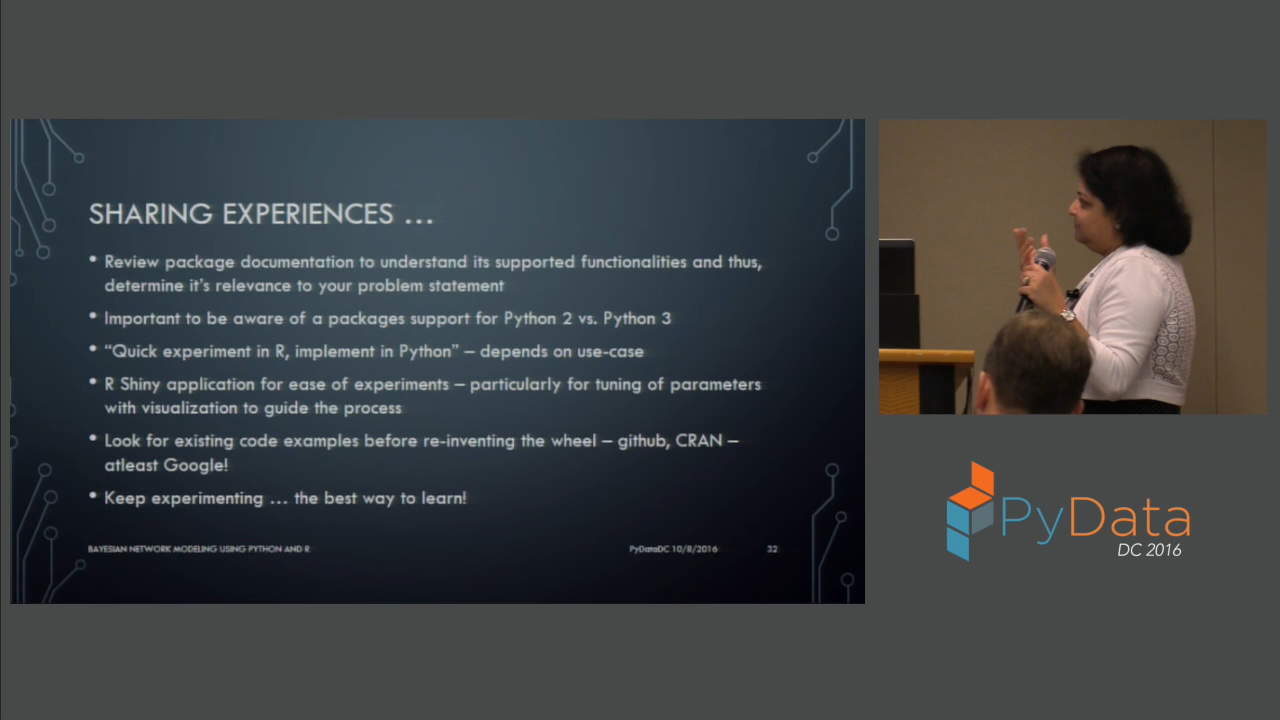 SHARING EXPERIENCES ...
• Review package documentation to understand its supported functionalities and thus,
determine it's relevance to your problem statement
• Important to be aware of a packages support for Python 2 vs. Python 3
• “Quick experiment in R, implement in Python” – depends on use-case
• R Shiny application for ease of experiments – particularly for tuning of parameters
with visualization to guide the process
• Look for existing code examples before re-inventing the wheel – github, CRAN –
atleast Google!
• Keep experimenting ... the best way to learn!
BAYESIAN NETWORK MODELING USING PYTHON AND R
PyDataDC 10/8/2016
32
PyData
DC 2016